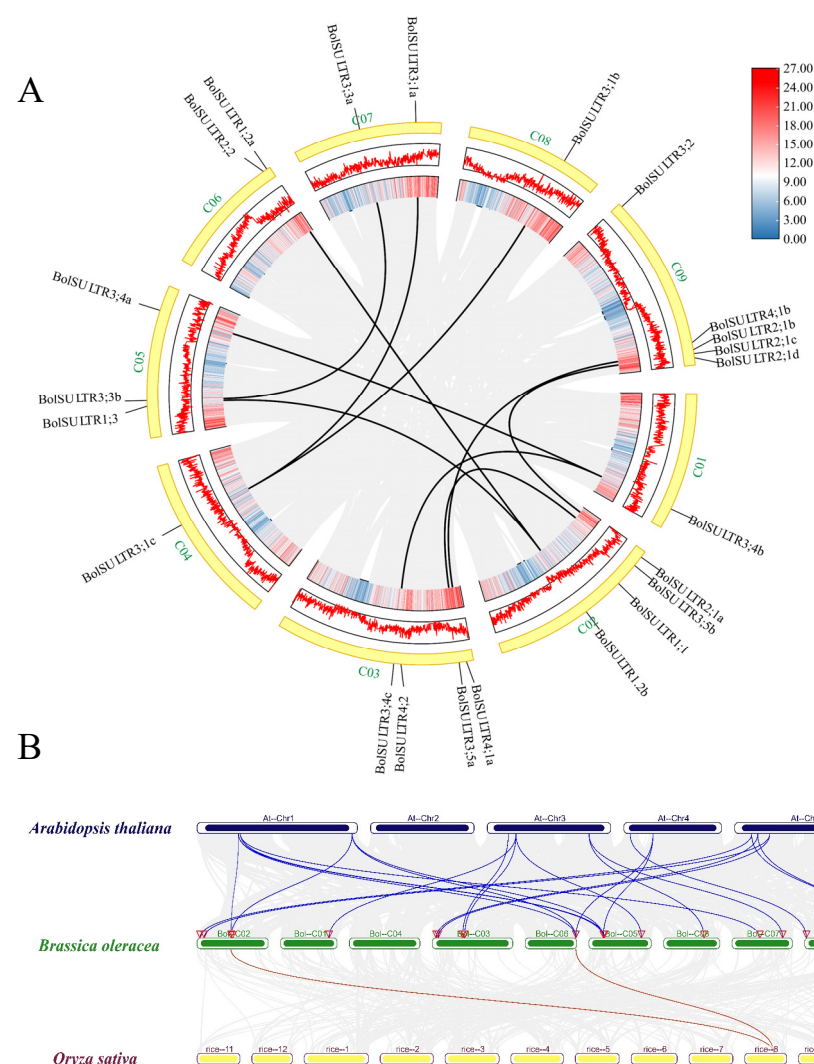 A
BolSULTR3;3a
BolSULTR3;1a
BolSULTR3;1b
BolSULTR1;2a
BolSULTR2;2
C07
C08
27.00
24.00
21.00
18.00
15.00
12.00
9.00
6.00
3.00
0.00
BolSULTR3;2
C06
C09
BolSULTR3;4a
BolSULTR4;1b
BolSULTR2;1b
BolSULTR2;1c
BolSULTR2;1d
C05
BolSULTR3;3b
BolSULTR1;3
C01
BolSULTR3;4b
C04
BolSULTR3;1c
BolSULTR2;1a
BolSULTR3;5b
BolSULTR1;1
BolSULTR1.2b
C03
BolSULTR3;4c
BolSULTR4;2
BolSULTR3;5a
BolSULTR4;1a
B
At--Chr1 At--Chr2 At--Chr3 At--Chr4
Arabidopsis thaliana
Bol--C02 Bol--C01 Bol--C04 Bol--C03 Bol--C06 Bol--C05 Bol--C07
Brassica oleracea
rice--11 rice--12 rice--1 rice--2 rice--3 rice--4 rice--5 rice--6 rice--7 rice--8
Oryza sativa